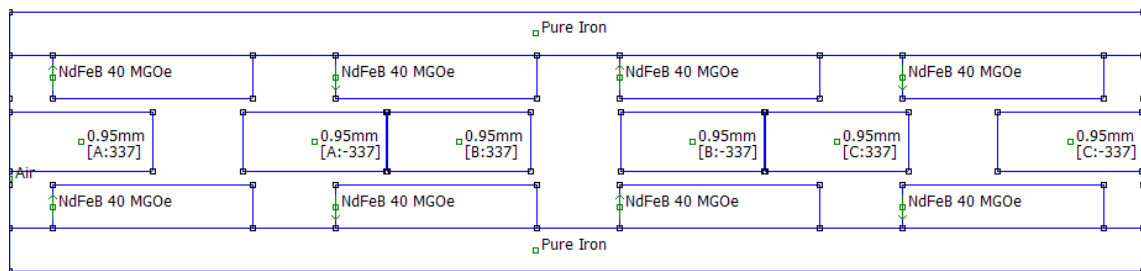 Pure Iron
NdFeB 40 MGOe NdFeB 40 MGOe NdFeB 40 MGOe NdFeB 40 MGOe
0.95mm 0.95mm 0.95mm 0.95mm 0.95mm 0.95mm
[A:337] [A:-337] [B:337] [B:-337] [C:337] [C:-337]
Air
NdFeB 40 MGOe NdFeB 40 MGOe NdFeB 40 MGOe NdFeB 40 MGOe
Pure Iron